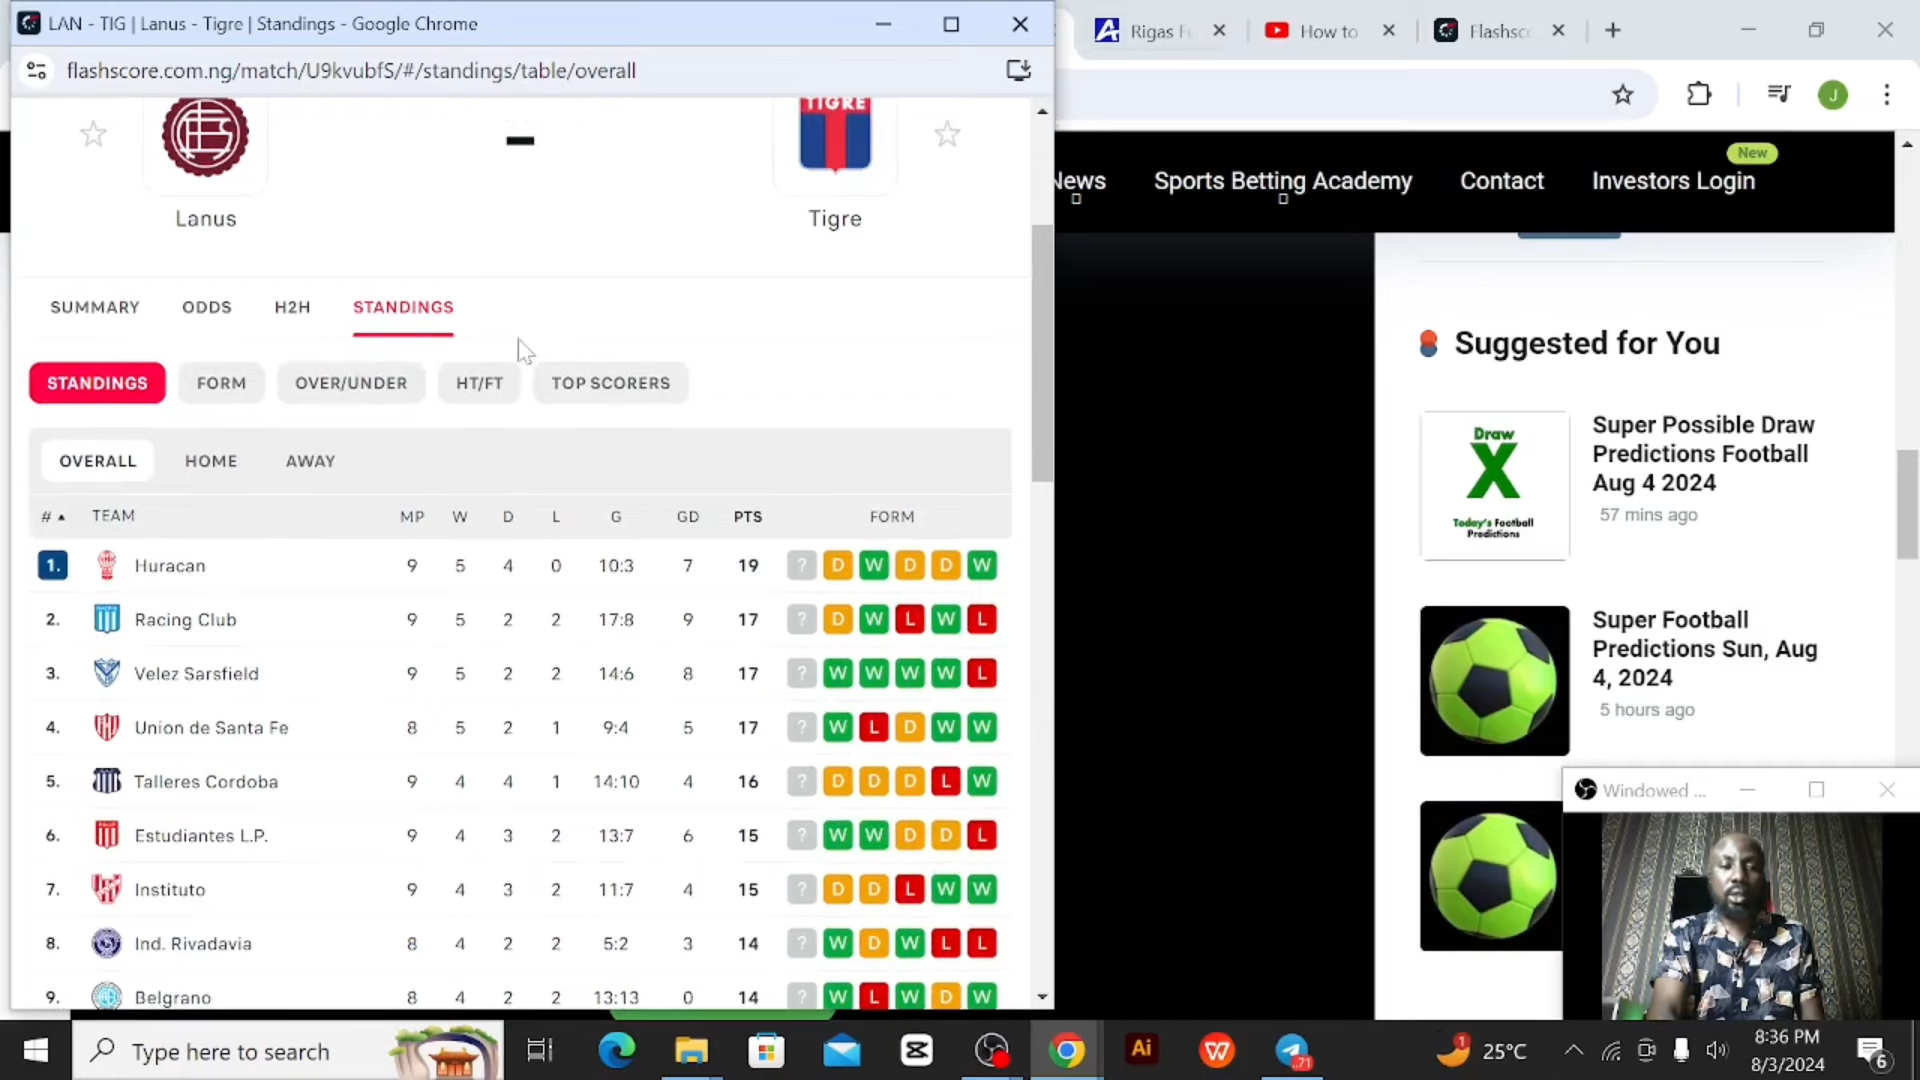 LAN - TIG | Lanus - Tigre | Standings - Google Chrome
flashscore.com.ng/match/U9kvubfS/#/standings/table/overall
TIGRE
Lanus
Tigre
SUMMARY ODDS H2H STANDINGS
STANDINGS FORM OVER/UNDER HT/FT TOP SCORERS
OVERALL HOME AWAY
# TEAM MP W D L G GD PTS FORM
1. Huracan 9 5 4 0 10:3 7 19 ? D W D D W
2. Racing Club 9 5 2 2 17:8 9 17 ? D W L W L
3. Velez Sarsfield 9 5 2 2 14:6 8 17 ? W W W W L
4. Union de Santa Fe 8 5 2 1 9:4 5 17 ? W L D W W
5. Talleres Cordoba 9 4 4 1 14:10 4 16 ? D D D L W
6. Estudiantes L.P. 9 4 3 2 13:7 6 15 ? W W D D L
7. Instituto 9 4 3 2 11:7 4 15 ? D D L W W
8. Ind. Rivadavia 8 4 2 2 5:2 3 14 ? W D W L L
9. Belgrano 8 4 2 2 13:13 0 14 ? W L W D W
Rigas
How to
Flashsc
J
News Sports Betting Academy Contact Investors Login
New
Suggested for You
Draw
X
Today's Football
Predictions
Super Possible Draw
Predictions Football
Aug 4 2024
57 mins ago
Super Football
Predictions Sun, Aug
4, 2024
5 hours ago
Windowed ...
Type here to search
Ai
71
1
25°C
8:36 PM
8/3/2024
6